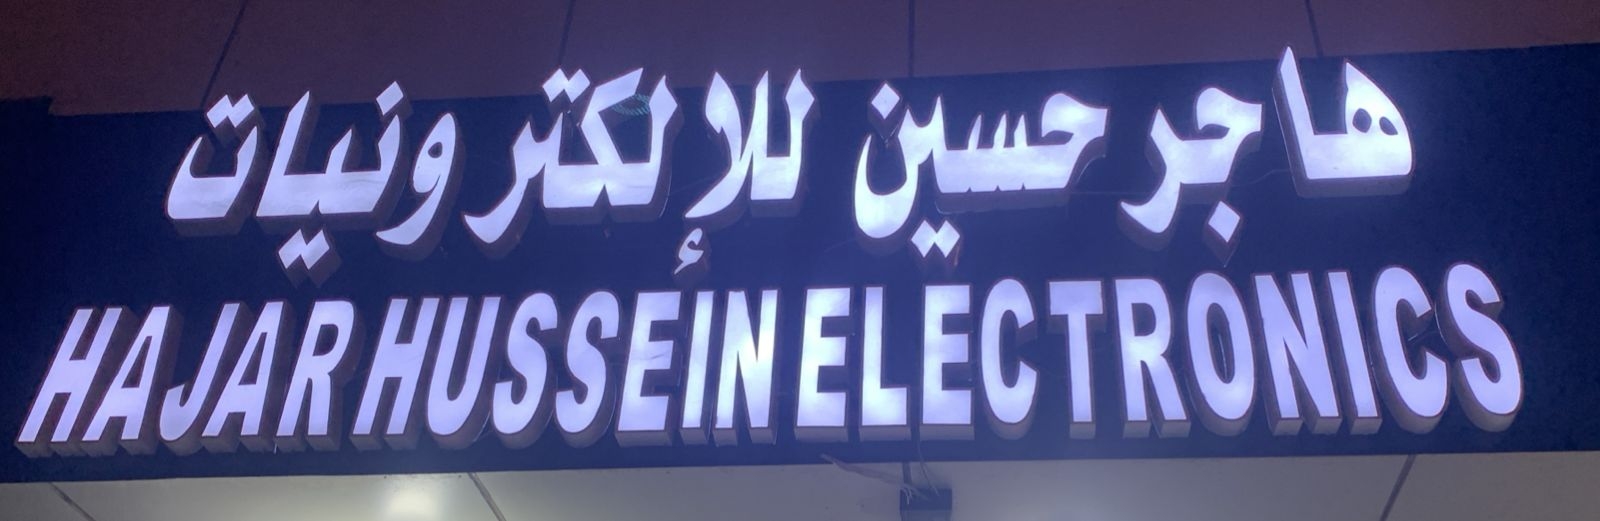 هاجر حسين للإلكترونيات
HAJAR HUSSEIN ELECTRONICS